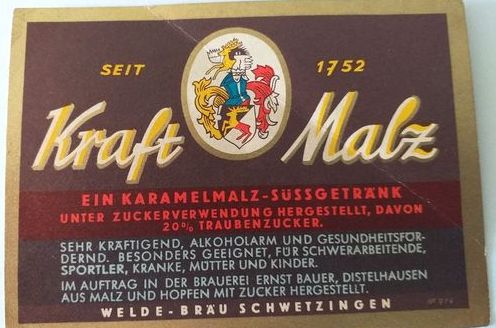 SEIT 1752
Kraft Malz
EIN KARAMELMALZ-SÜSSGETRÄNK
UNTER ZUCKERVERWENDUNG HERGESTELLT, DAVON
20% TRAUBENZUCKER.
SEHR KRÄFTIGEND, ALKOHOLARM UND GESUNDHEITSFÖR-
DERND. BESONDERS GEEIGNET, FÜR SCHWERARBEITENDE,
SPORTLER, KRANKE, MÜTTER UND KINDER.
IM AUFTRAG IN DER BRAUEREI ERNST BAUER, DISTELHAUSEN
AUS MALZ UND HOPFEN MIT ZUCKER HERGESTELLT.
WELDE-BRÄU SCHWETZINGEN